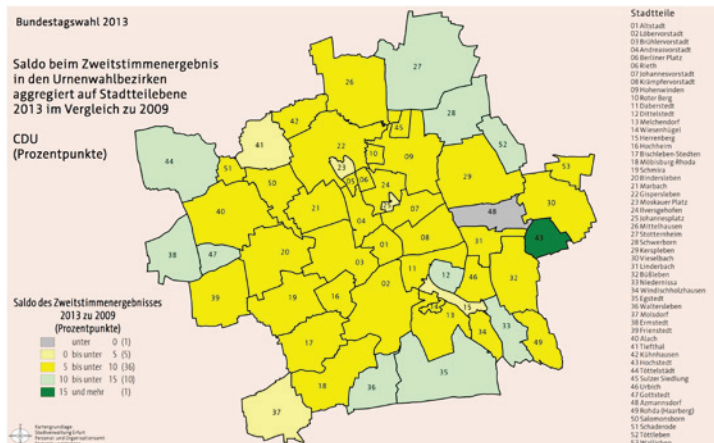 Bundestagswahl 2013
Saldo beim Zweitstimmenergebnis
in den Urnenwahlbezirken
aggregiert auf Stadtteilebene
2013 im Vergleich zu 2009
CDU
(Prozentpunkte)
Saldo des Zweitstimmenergebnisses
2013 zu 2009
(Prozentpunkte)
unter 0 (1)
0 bis unter 5 (5)
5 bis unter 10 (36)
10 bis unter 15 (10)
15 und mehr (1)
Kartengrundlage:
Stadtverwaltung Erfurt
Personal- und Organisationsamt
27
26
28
42
45
41
22
10
09
52
44
23
53
51
50
05
06
24
29
30
40
21
25
07
48
04
43
38
47
20
01
08
31
03
11
12
46
32
02
39
19
16
15
13
34
33
49
17
18
36
35
37
Stadtteile
01 Altstadt
02 Löbervorstadt
03 Brühlervorstadt
04 Andreasvorstadt
05 Berliner Platz
06 Rieth
07 Johannesvorstadt
08 Krämpfervorstadt
09 Hohenwinden
10 Roter Berg
11 Daberstedt
12 Dittelstedt
13 Melchendorf
14 Wiesenhügel
15 Herrenberg
16 Hochheim
17 Bischleben-Stedten
18 Möbisburg-Rhoda
19 Schmira
20 Bindersleben
21 Marbach
22 Gispersleben
23 Moskauer Platz
24 Ilversgehofen
25 Johannesplatz
26 Mittelhausen
27 Stotternheim
28 Schwerborn
29 Kerspleben
30 Vieselbach
31 Linderbach
32 Büßleben
33 Niedernissa
34 Windischholzhausen
35 Egstedt
36 Waltersleben
37 Molsdorf
38 Ermstedt
39 Frienstedt
40 Alach
41 Tiefthal
42 Kühnhausen
43 Hochstedt
44 Töttelstädt
45 Sulzer Siedlung
46 Urbich
47 Gottstedt
48 Azmannsdorf
49 Rohda (Haarberg)
50 Salomonsborn
51 Schaderode
52 Töttleben